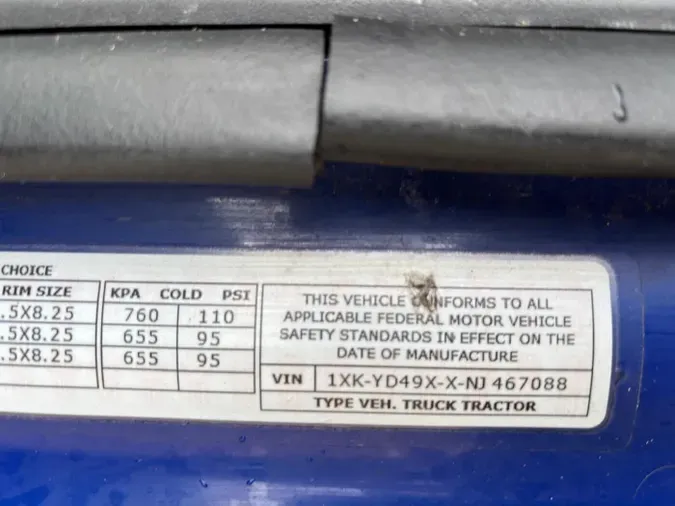 CHOICE
RIM SIZE KPA COLD PSI
.5X8.25 760 110
.5X8.25 655 95
.5X8.25 655 95
THIS VEHICLE CONFORMS TO ALL
APPLICABLE FEDERAL MOTOR VEHICLE
SAFETY STANDARDS IN EFFECT ON THE
DATE OF MANUFACTURE
VIN 1XK-YD49X-X-NJ 467088
TYPE VEH. TRUCK TRACTOR